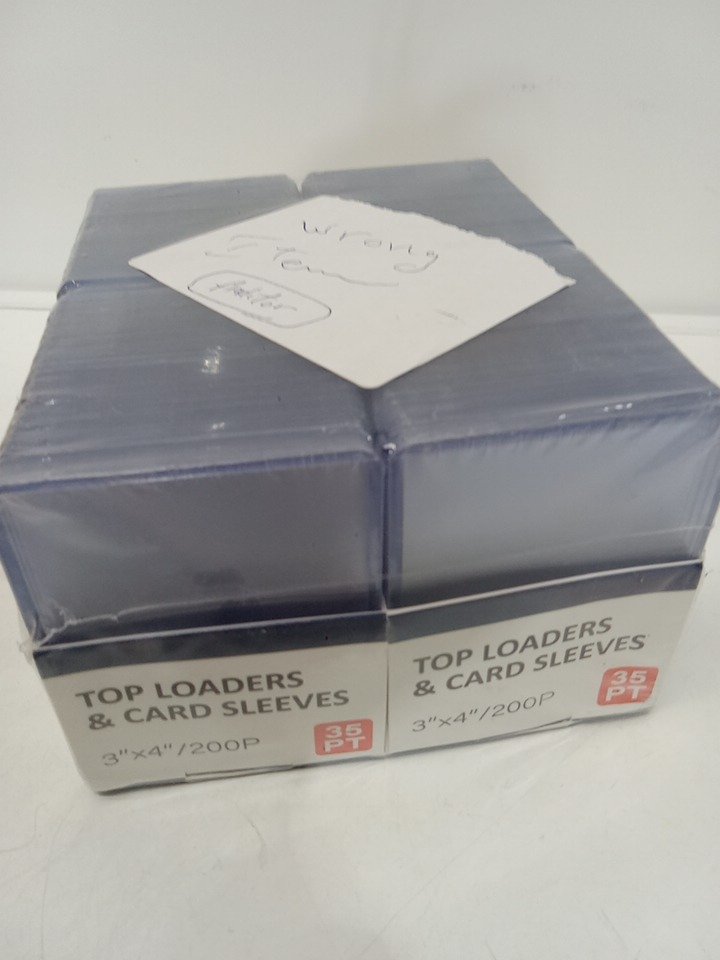 wrong
Item
TOP LOADERS
& CARD SLEEVES
3"x4"/200P
35
PT
TOP LOADERS
& CARD SLEEVES
3"x4"/200P
35
PT